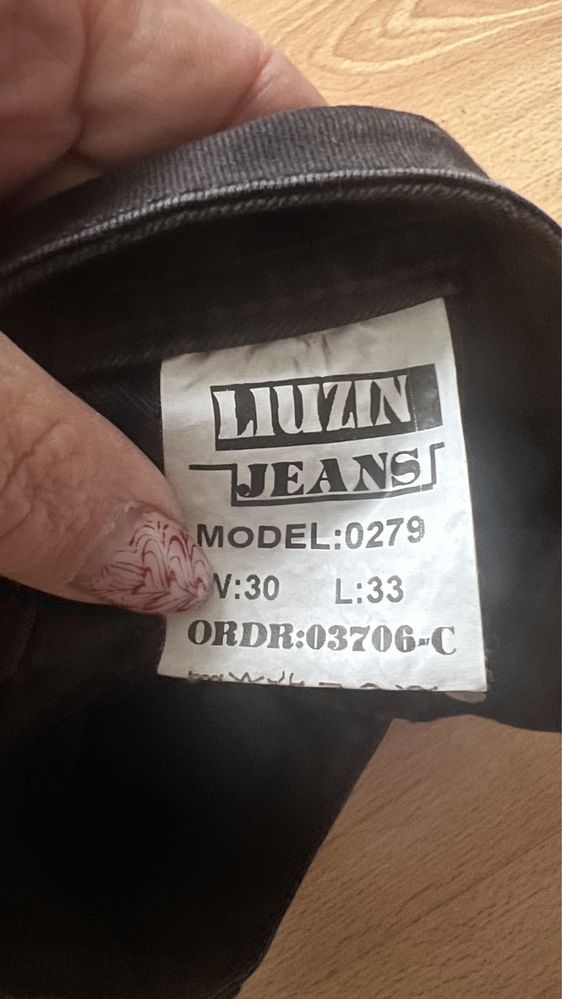 LIUZIN
JEANS
MODEL:0279
W:30 L:33
ORDR:03706-C